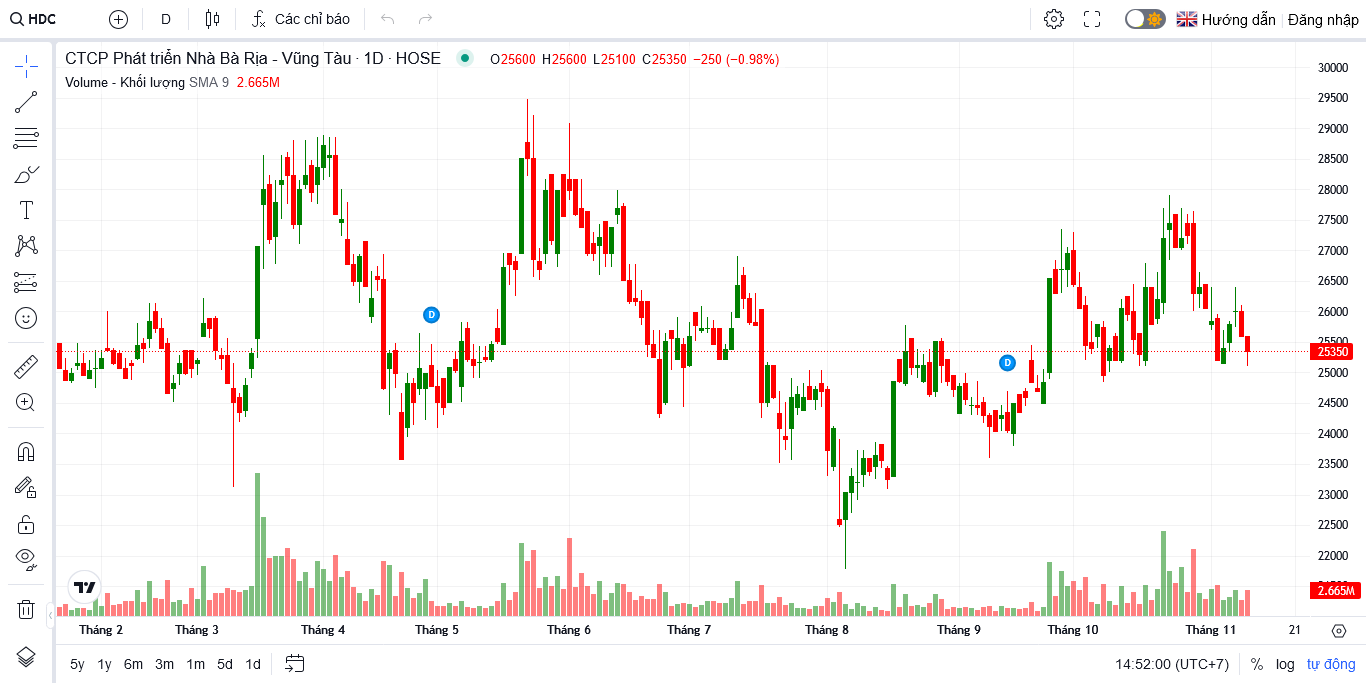 HDC D Các chỉ báo Hướng dẫn Đăng nhập
CTCP Phát triển Nhà Bà Rịa - Vũng Tàu · 1D · HOSE O25600 H25600 L25100 C25350 −250 (−0.98%)
Volume - Khối lượng SMA 9 2.665M
30000
29500
29000
28500
28000
27500
27000
26500
26000
D
D
25350
25000
24500
24000
23500
23000
22500
22000
2.665M
Tháng 2 Tháng 3 Tháng 4 Tháng 5 Tháng 6 Tháng 7 Tháng 8 Tháng 9 Tháng 10 Tháng 11 21
5y 1y 6m 3m 1m 5d 1d 14:52:00 (UTC+7) % log tự động